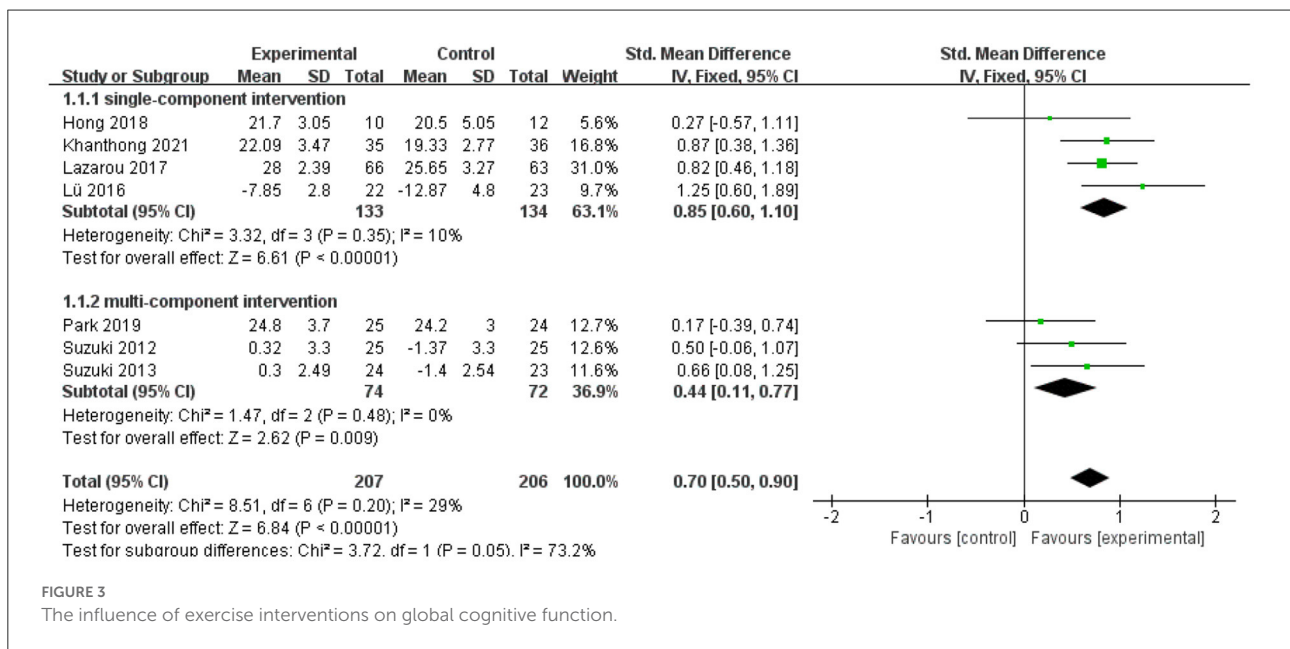 Experimental Control Std. Mean Difference Std. Mean Difference
Study or Subgroup Mean SD Total Mean SD Total Weight IV, Fixed, 95% CI IV, Fixed, 95% CI
1.1.1 single-component intervention
Hong 2018 21.7 3.05 10 20.5 5.05 12 5.6% 0.27 [-0.57, 1.11]
Khanthong 2021 22.09 3.47 35 19.33 2.77 36 16.8% 0.87 [0.38, 1.36]
Lazarou 2017 28 2.39 66 25.65 3.27 63 31.0% 0.82 [0.46, 1.18]
Lü 2016 -7.85 2.8 22 -12.87 4.8 23 9.7% 1.25 [0.60, 1.89]
Subtotal (95% CI) 133 134 63.1% 0.85 [0.60, 1.10]
Heterogeneity: Chi² = 3.32, df = 3 (P = 0.35); I² = 10%
Test for overall effect: Z = 6.61 (P < 0.00001)
1.1.2 multi-component intervention
Park 2019 24.8 3.7 25 24.2 3 24 12.7% 0.17 [-0.39, 0.74]
Suzuki 2012 0.32 3.3 25 -1.37 3.3 25 12.6% 0.50 [-0.06, 1.07]
Suzuki 2013 0.3 2.49 24 -1.4 2.54 23 11.6% 0.66 [0.08, 1.25]
Subtotal (95% CI) 74 72 36.9% 0.44 [0.11, 0.77]
Heterogeneity: Chi² = 1.47, df = 2 (P = 0.48); I² = 0%
Test for overall effect: Z = 2.62 (P = 0.009)
Total (95% CI) 207 206 100.0% 0.70 [0.50, 0.90]
Heterogeneity: Chi² = 8.51, df = 6 (P = 0.20); I² = 29%
Test for overall effect: Z = 6.84 (P < 0.00001)
Test for subgroup differences: Chi² = 3.72, df = 1 (P = 0.05), I² = 73.2%
-2 -1 0 1 2
Favours [control] Favours [experimental]
FIGURE 3
The influence of exercise interventions on global cognitive function.